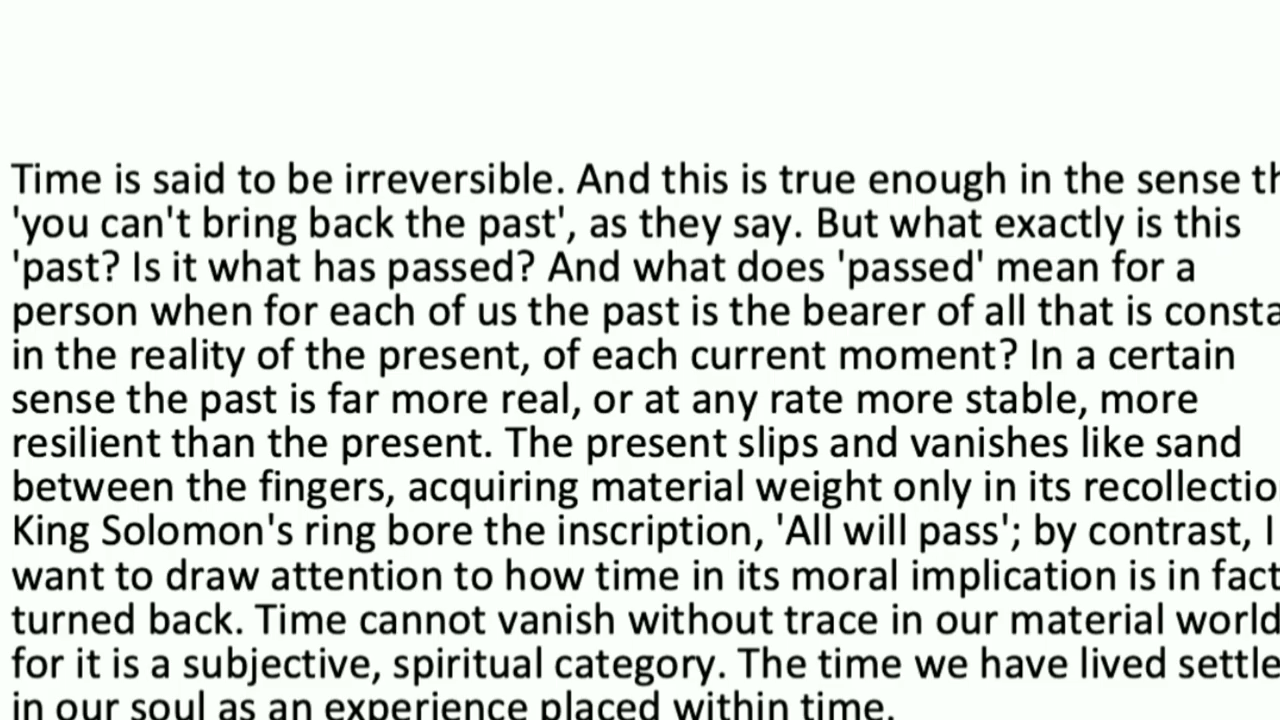 Time is said to be irreversible. And this is true enough in the sense th
'you can't bring back the past', as they say. But what exactly is this
'past? Is it what has passed? And what does 'passed' mean for a
person when for each of us the past is the bearer of all that is consta
in the reality of the present, of each current moment? In a certain
sense the past is far more real, or at any rate more stable, more
resilient than the present. The present slips and vanishes like sand
between the fingers, acquiring material weight only in its recollectio
King Solomon's ring bore the inscription, 'All will pass'; by contrast, I
want to draw attention to how time in its moral implication is in fact
turned back. Time cannot vanish without trace in our material world
for it is a subjective, spiritual category. The time we have lived settle
in our soul as an experience placed within time.